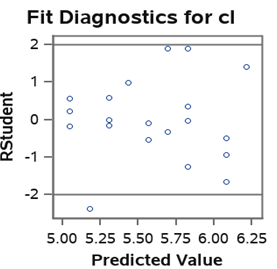 Fit Diagnostics for cl
RStudent
2
1
0
-1
-2
5.00 5.25 5.50 5.75 6.00 6.25
Predicted Value